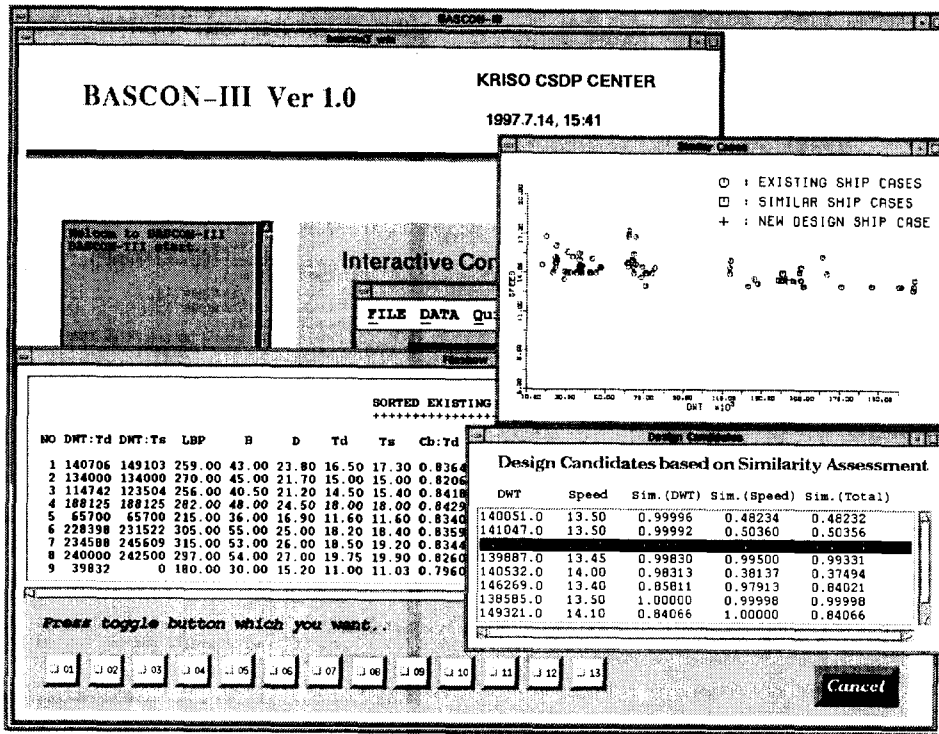 BASCON-III
BASCON-III Ver 1.0
KRISO CSDP CENTER
1997.7.14, 15:41
Similar Cases
: EXISTING SHIP CASES
: SIMILAR SHIP CASES
+ : NEW DESIGN SHIP CASE
SPEED
DWT
Welcom to BASCON-III
BASCON-III start
Interactive Con
FILE DATA Qui
SORTED EXISTING
++++++++++++++++
NO DWT:Td DWT:Ts LBP B D Td Ts Cb:Td
1 140706 149103 259.00 43.00 23.80 16.50 17.30 0.8364
2 134000 134000 270.00 45.00 21.70 15.00 15.00 0.8206
3 114742 123504 256.00 40.50 21.20 14.50 15.40 0.8418
4 188125 188125 282.00 48.00 24.50 18.00 18.00 0.8429
5 65700 65700 215.00 36.00 16.90 11.60 11.60 0.8340
6 228398 231522 305.00 55.00 25.00 18.20 18.40 0.8359
7 234588 245609 315.00 53.00 26.00 18.50 19.20 0.8344
8 240000 242500 297.00 54.00 27.00 19.75 19.90 0.8260
9 39832 0 180.00 30.00 15.20 11.00 11.03 0.7960
Design Candidates
Design Candidates based on Similarity Assessment
DWT Speed Sim.(DWT) Sim.(Speed) Sim.(Total)
140051.0 13.50 0.99996 0.48234 0.48232
141047.0 13.50 0.99992 0.50360 0.50356
139887.0 13.45 0.99830 0.99500 0.99331
140532.0 14.00 0.98313 0.38137 0.37494
146269.0 13.40 0.85811 0.97913 0.84021
138585.0 13.50 1.00000 0.99998 0.99998
149321.0 14.10 0.84066 1.00000 0.84066
Press toggle button which you want..
01 02 03 04 05 06 07 08 09 10 11 12 13
Cancel